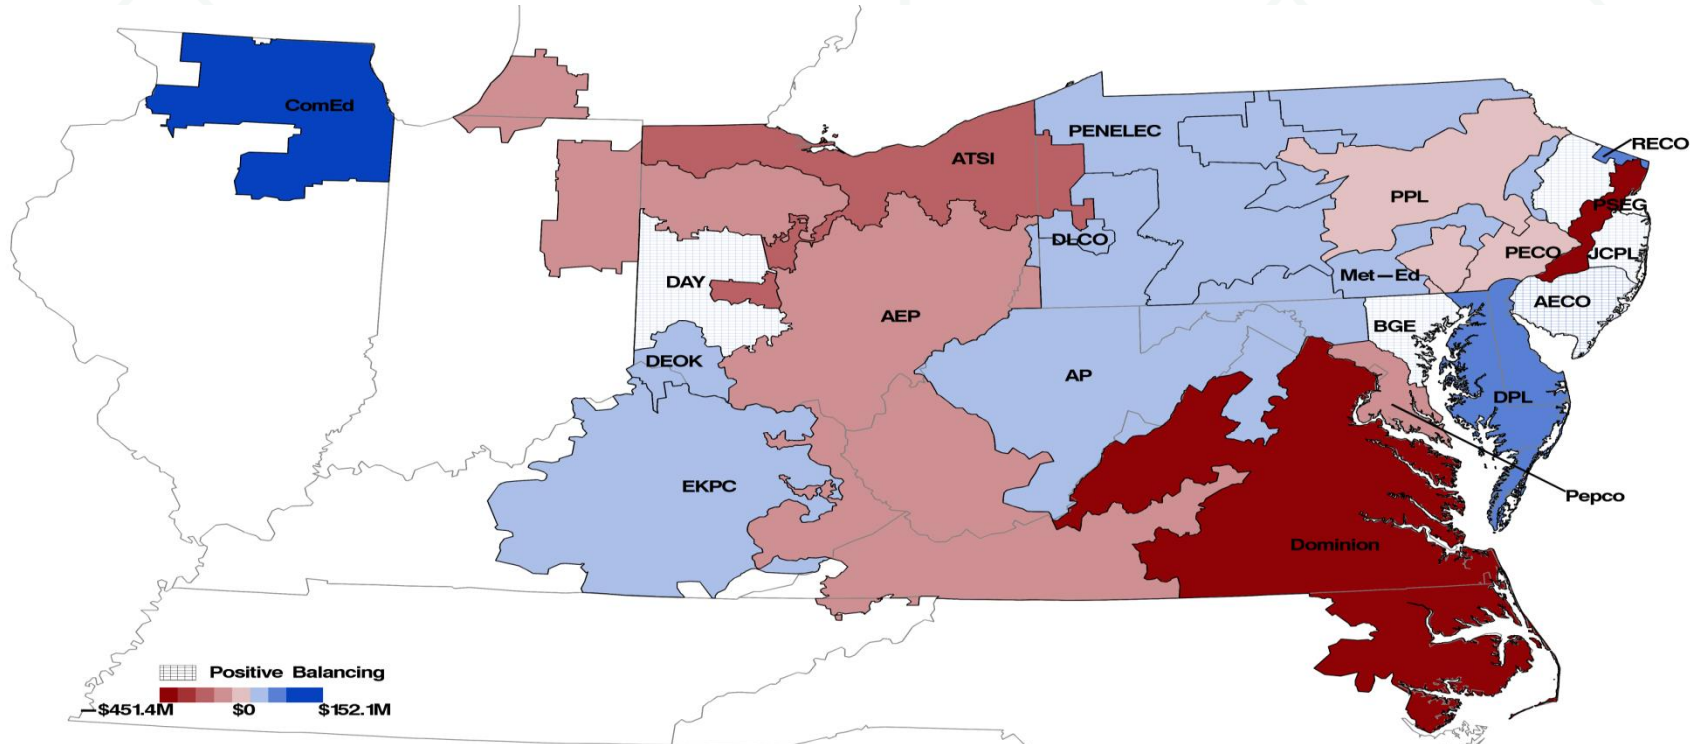 ComEd
PENELEC
RECO
ATSI
PPL
PSEG
DLCO
PECO
JCPL
Met-Ed
DAY
AECO
AEP
BGE
DEOK
AP
DPL
EKPC
Pepco
Dominion
Positive Balancing
-$451.4M $0 $152.1M